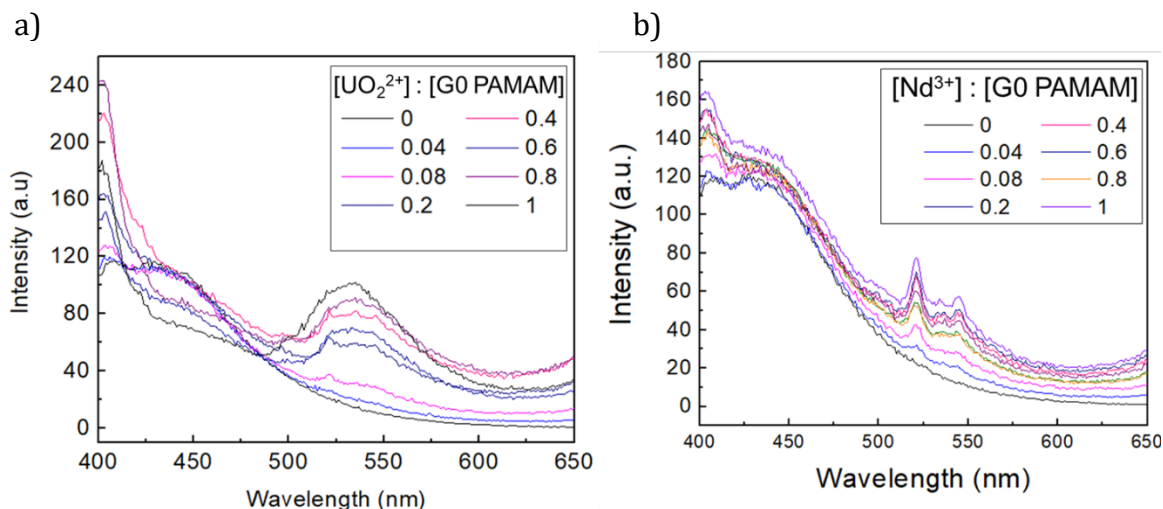 a)
[UO₂²⁺] : [G0 PAMAM]
0 0.4
0.04 0.6
0.08 0.8
0.2 1
240
200
160
120
80
40
0
Intensity (a.u)
400 450 500 550 600 650
Wavelength (nm)
b)
[Nd³⁺] : [G0 PAMAM]
0 0.4
0.04 0.6
0.08 0.8
0.2 1
180
160
140
120
100
80
60
40
20
0
Intensity (a.u.)
400 450 500 550 600 650
Wavelength (nm)